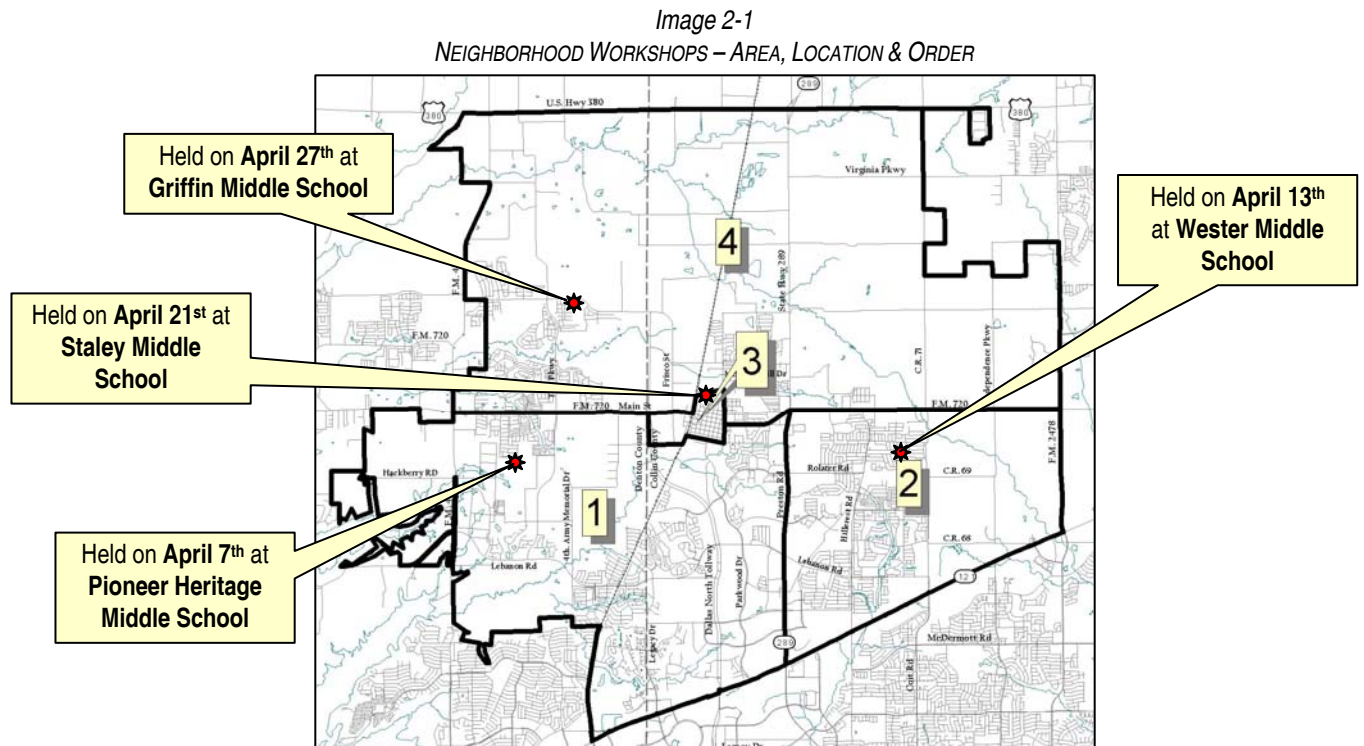 Image 2-1
NEIGHBORHOOD WORKSHOPS – AREA, LOCATION & ORDER
289
U.S. Hwy 380
380
380
Held on April 27th at
Griffin Middle School
Virginia Pkwy
Held on April 13th
at Wester Middle
School
4
State Hwy 289
Held on April 21st at
Staley Middle
School
F.M. 720
Frisco St
3
C.R. 71
Independence Pkwy
F.M. 720 Main St
F.M. 720
Denton County
Collin County
F.M. 2478
Hackberry RD
Rolater Rd
C.R. 69
Preston Rd
2
Hillcrest Rd
4th Army Memorial Dr
1
C.R. 68
Held on April 7th at
Pioneer Heritage
Middle School
Lebanon Rd
Lebanon Rd
Dallas North Tollway
Parkwood Dr
121
Legacy Dr
289
McDermott Rd
Coit Rd